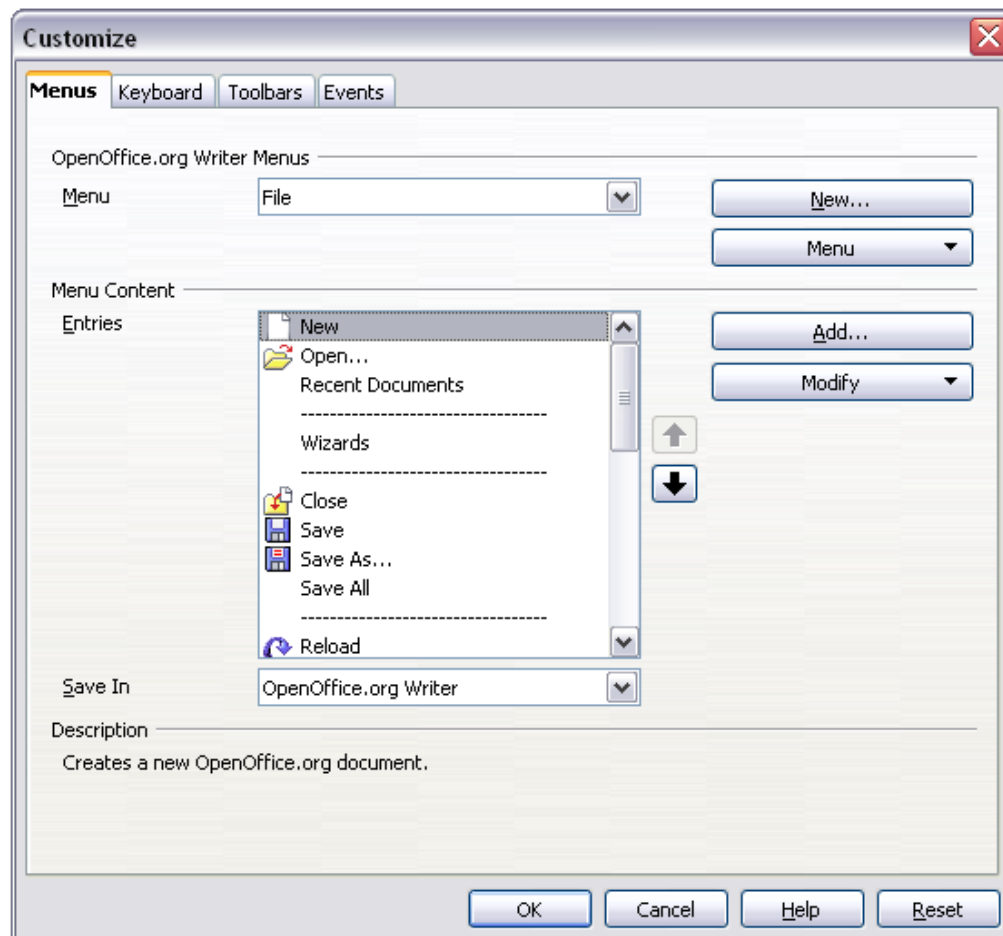 Customize
Menus Keyboard Toolbars Events
OpenOffice.org Writer Menus
Menu File New...
Menu
Menu Content
Entries New Add...
Open...
Recent Documents Modify
----------------------------------
Wizards
----------------------------------
Close
Save
Save As...
Save All
----------------------------------
Reload
Save In OpenOffice.org Writer
Description
Creates a new OpenOffice.org document.
OK Cancel Help Reset